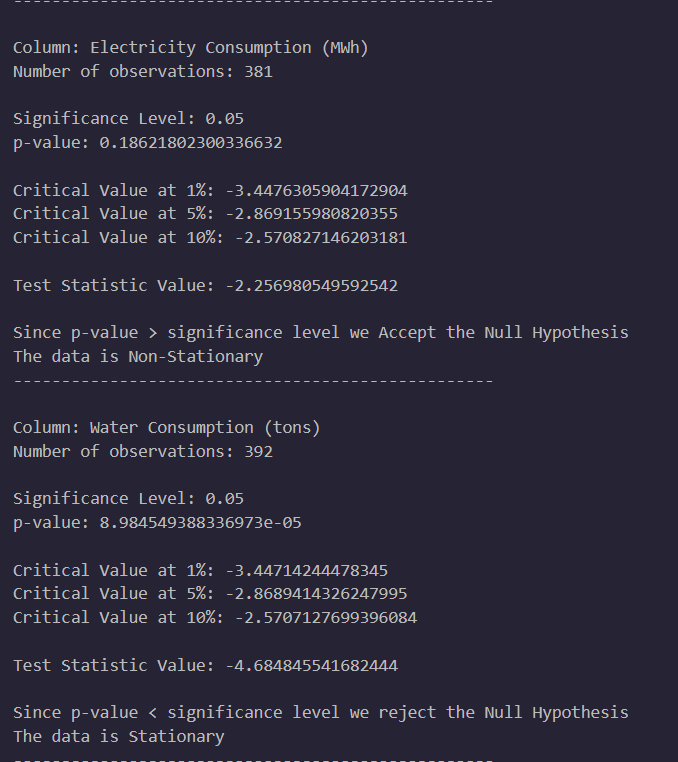 --------------------------------------------------
Column: Electricity Consumption (MWh)
Number of observations: 381
Significance Level: 0.05
p-value: 0.18621802300336632
Critical Value at 1%: -3.4476305904172904
Critical Value at 5%: -2.869155980820355
Critical Value at 10%: -2.570827146203181
Test Statistic Value: -2.256980549592542
Since p-value > significance level we Accept the Null Hypothesis
The data is Non-Stationary
--------------------------------------------------
Column: Water Consumption (tons)
Number of observations: 392
Significance Level: 0.05
p-value: 8.984549388336973e-05
Critical Value at 1%: -3.44714244478345
Critical Value at 5%: -2.8689414326247995
Critical Value at 10%: -2.5707127699396084
Test Statistic Value: -4.684845541682444
Since p-value < significance level we reject the Null Hypothesis
The data is Stationary
--------------------------------------------------